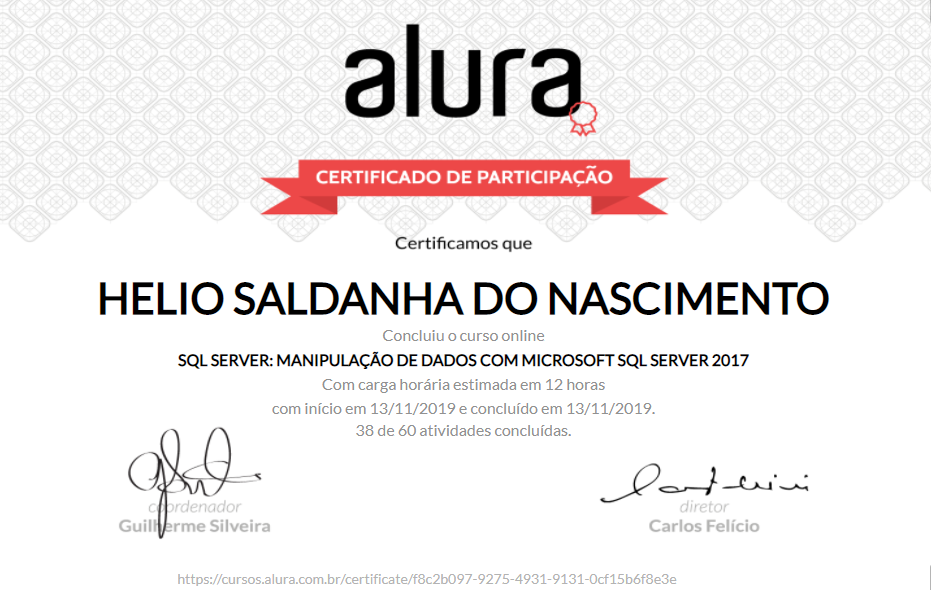 alura
CERTIFICADO DE PARTICIPAÇÃO
Certificamos que
HELIO SALDANHA DO NASCIMENTO
Concluiu o curso online
SQL SERVER: MANIPULAÇÃO DE DADOS COM MICROSOFT SQL SERVER 2017
Com carga horária estimada em 12 horas
com início em 13/11/2019 e concluído em 13/11/2019.
38 de 60 atividades concluídas.
coordenador
Guilherme Silveira
diretor
Carlos Felício
https://cursos.alura.com.br/certificate/f8c2b097-9275-4931-9131-0cf15b6f8e3e